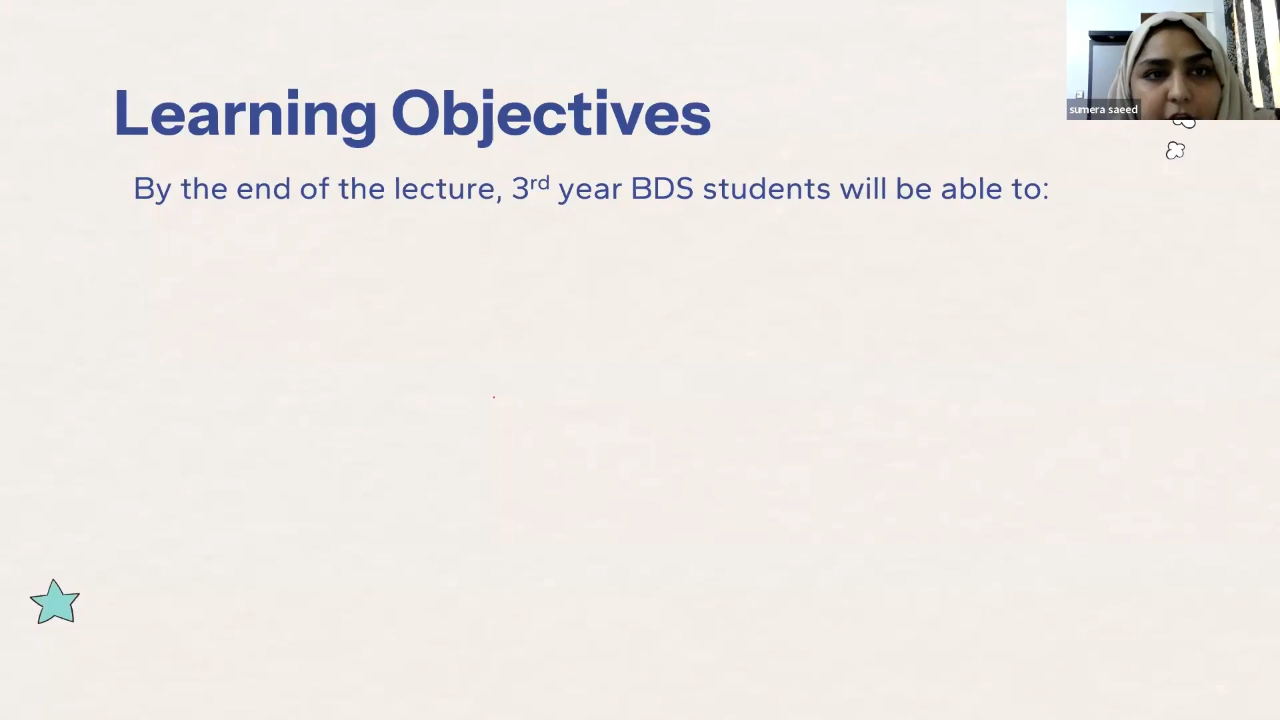 Learning Objectives
By the end of the lecture, 3rd year BDS students will be able to:
sumera saeed